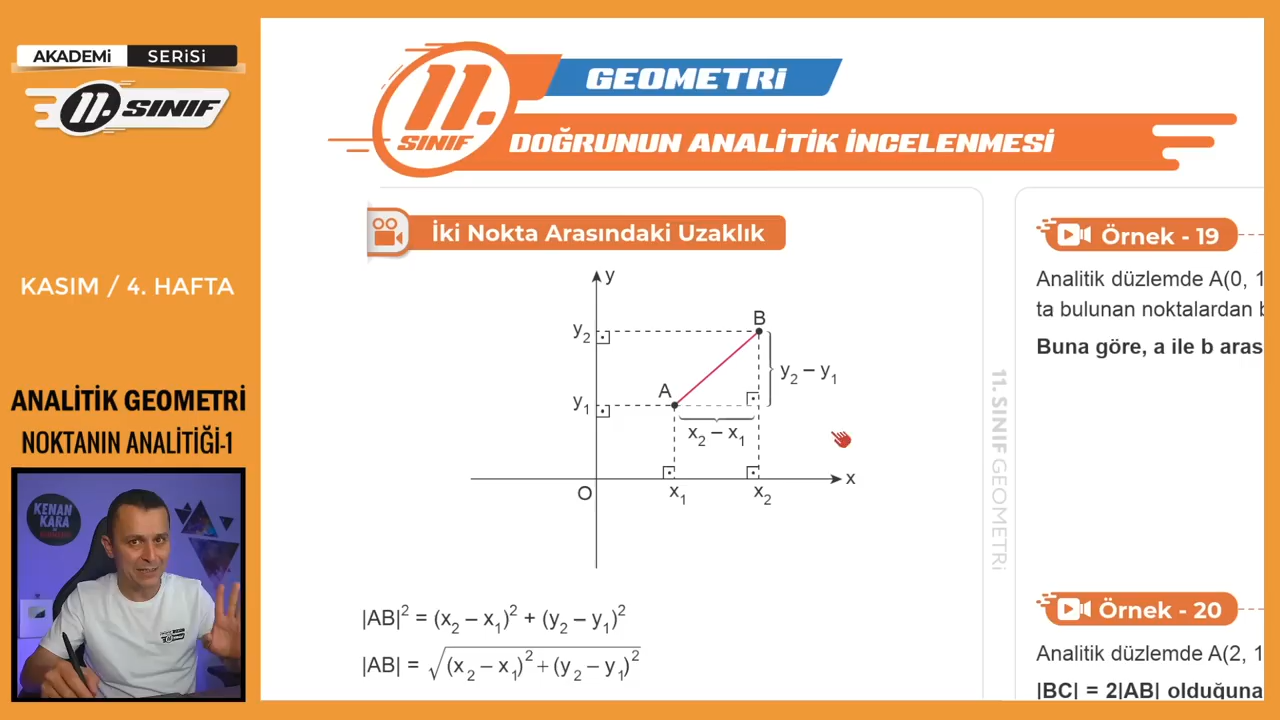 AKADEMİ SERİSİ
11. SINIF
KASIM / 4. HAFTA
ANALİTİK GEOMETRİ
NOKTANIN ANALİTİĞİ-1
KENAN
KARA
11. SINIF
GEOMETRİ
DOĞRUNUN ANALİTİK İNCELENMESİ
İki Nokta Arasındaki Uzaklık
y
y₂
B
y₂ – y₁
A
y₁
x₂ – x₁
O
x₁
x₂
x
|AB|² = (x₂ – x₁)² + (y₂ – y₁)²
|AB| = √(x₂ – x₁)² + (y₂ – y₁)²
11. SINIF GEOMETRİ
Örnek - 19
Analitik düzlemde A(0, 1
ta bulunan noktalardan b
Buna göre, a ile b aras
Örnek - 20
Analitik düzlemde A(2, 1
|BC| = 2|AB| olduğuna